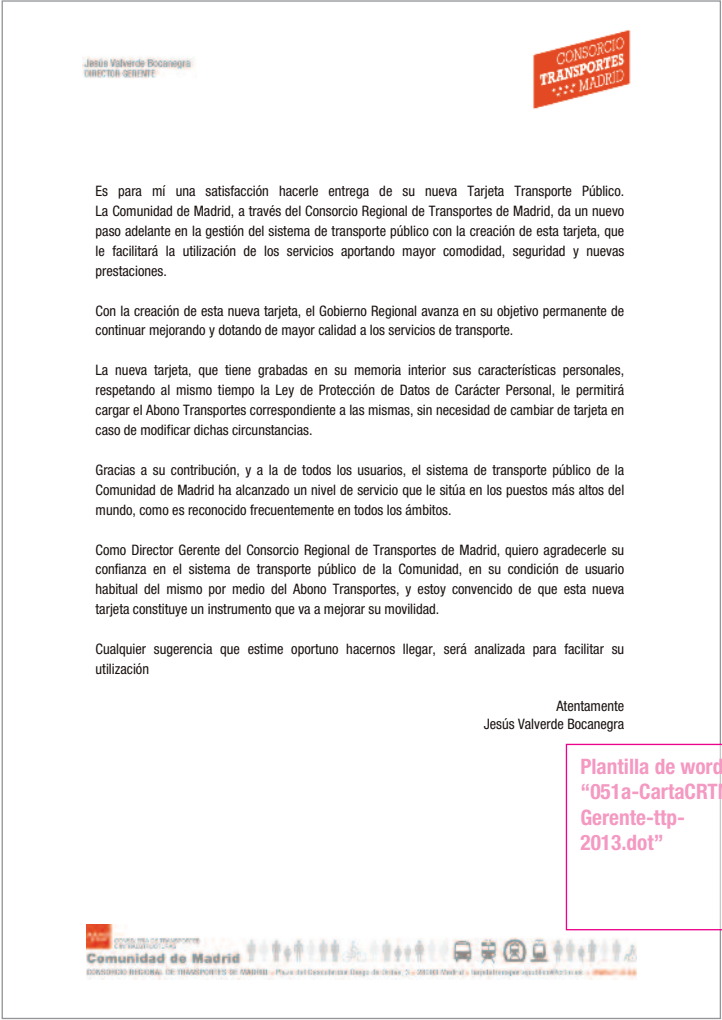 Jesús Valverde Bocanegra
DIRECTOR GERENTE
CONSORCIO
TRANSPORTES
MADRID
Es para mí una satisfacción hacerle entrega de su nueva Tarjeta Transporte Público.
La Comunidad de Madrid, a través del Consorcio Regional de Transportes de Madrid, da un nuevo
paso adelante en la gestión del sistema de transporte público con la creación de esta tarjeta, que
le facilitará la utilización de los servicios aportando mayor comodidad, seguridad y nuevas
prestaciones.
Con la creación de esta nueva tarjeta, el Gobierno Regional avanza en su objetivo permanente de
continuar mejorando y dotando de mayor calidad a los servicios de transporte.
La nueva tarjeta, que tiene grabadas en su memoria interior sus características personales,
respetando al mismo tiempo la Ley de Protección de Datos de Carácter Personal, le permitirá
cargar el Abono Transportes correspondiente a las mismas, sin necesidad de cambiar de tarjeta en
caso de modificar dichas circunstancias.
Gracias a su contribución, y a la de todos los usuarios, el sistema de transporte público de la
Comunidad de Madrid ha alcanzado un nivel de servicio que le sitúa en los puestos más altos del
mundo, como es reconocido frecuentemente en todos los ámbitos.
Como Director Gerente del Consorcio Regional de Transportes de Madrid, quiero agradecerle su
confianza en el sistema de transporte público de la Comunidad, en su condición de usuario
habitual del mismo por medio del Abono Transportes, y estoy convencido de que esta nueva
tarjeta constituye un instrumento que va a mejorar su movilidad.
Cualquier sugerencia que estime oportuno hacernos llegar, será analizada para facilitar su
utilización
Atentamente
Jesús Valverde Bocanegra
Plantilla de word
“051a-CartaCRT
Gerente-ttp-
2013.dot”
Comunidad de Madrid
CONSORCIO REGIONAL DE TRANSPORTES DE MADRID